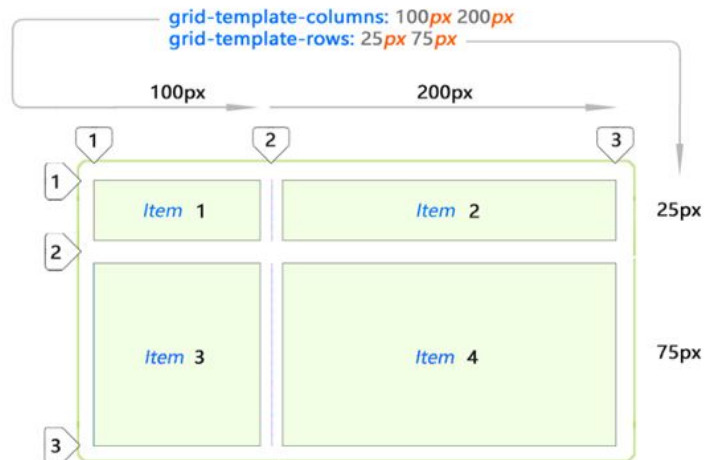 grid-template-columns: 100px 200px
grid-template-rows: 25px 75px
100px 200px
1 2 3
1
Item 1 Item 2 25px
2
Item 3 Item 4 75px
3